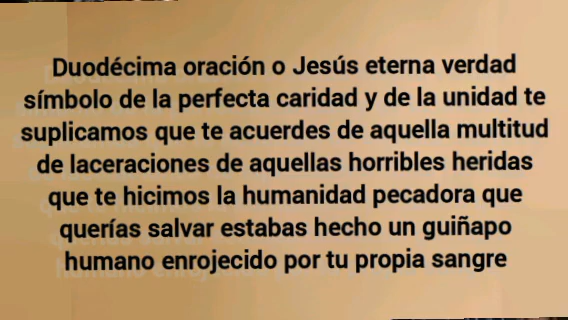 Duodécima oración o Jesús eterna verdad
símbolo de la perfecta caridad y de la unidad te
suplicamos que te acuerdes de aquella multitud
de laceraciones de aquellas horribles heridas
que te hicimos la humanidad pecadora que
querías salvar estabas hecho un guiñapo
humano enrojecido por tu propia sangre